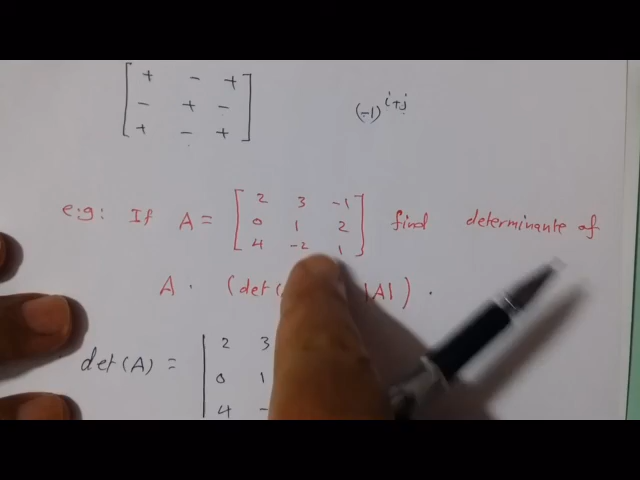 + - +
- + -
+ - +
(-1)^{i+j}
e.g: If A = [2 3 -1; 0 1 2; 4 -2 1] find determinante of
A. (det( |A|).
det(A) = | 2 3
0 1
4 -